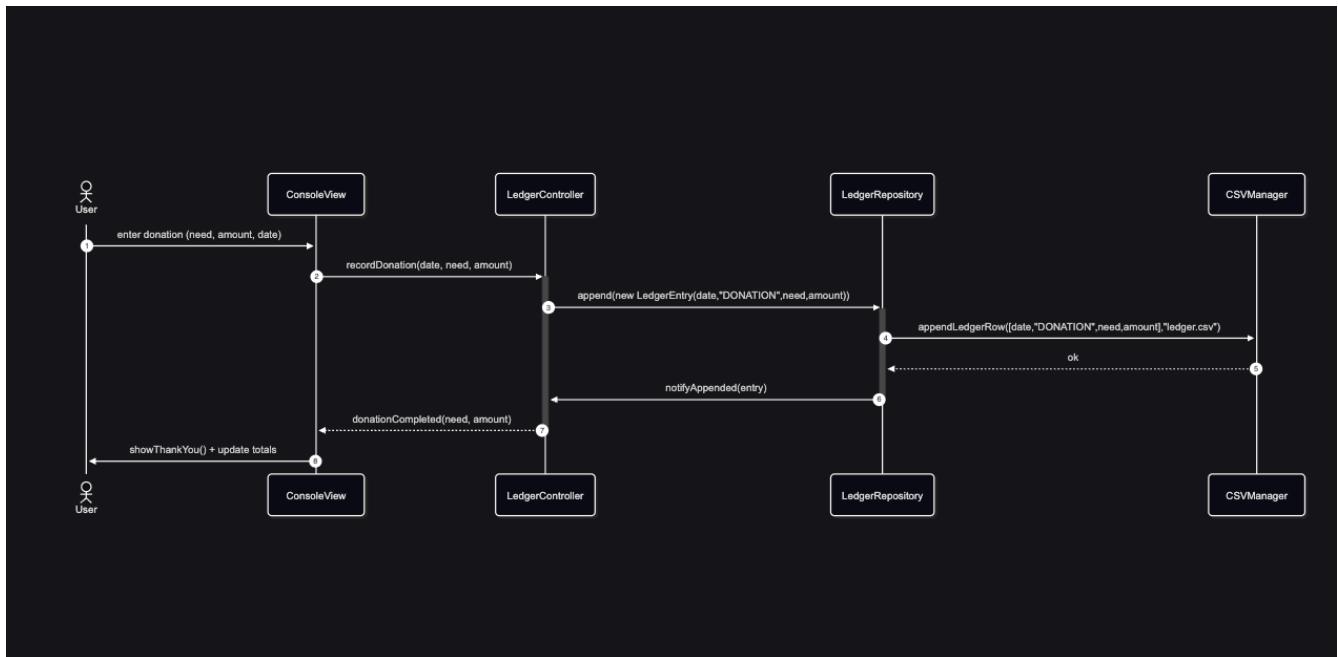 User
ConsoleView
LedgerController
LedgerRepository
CSVManager
1
enter donation (need, amount, date)
2
recordDonation(date, need, amount)
3
append(new LedgerEntry(date,"DONATION",need,amount))
4
appendLedgerRow([date,"DONATION",need,amount],"ledger.csv")
ok
5
notifyAppended(entry)
6
donationCompleted(need, amount)
7
showThankYou() + update totals
8
User
ConsoleView
LedgerController
LedgerRepository
CSVManager